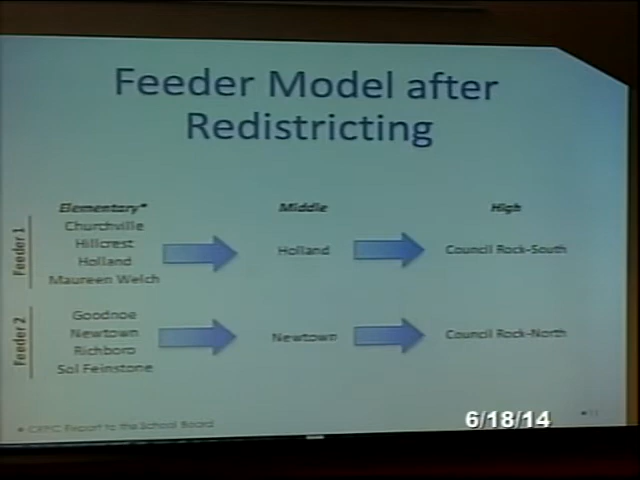 Feeder Model after
Redistricting
Elementary* Middle High
Feeder 1
Churchville
Hillcrest
Holland
Maureen Welch
Holland
Council Rock-South
Feeder 2
Goodnoe
Newtown
Richboro
Sol Feinstone
Newtown
Council Rock-North
Report to the School Board
6/18/14